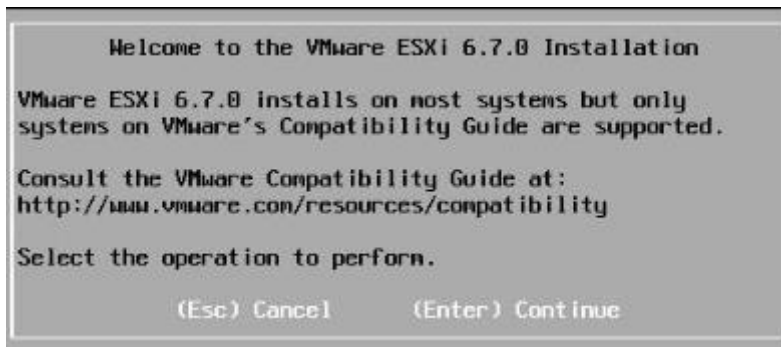 Welcome to the VMware ESXi 6.7.0 Installation
VMware ESXi 6.7.0 installs on most systems but only
systems on VMware's Compatibility Guide are supported.
Consult the VMware Compatibility Guide at:
http://www.vmware.com/resources/compatibility
Select the operation to perform.
(Esc) Cancel (Enter) Continue